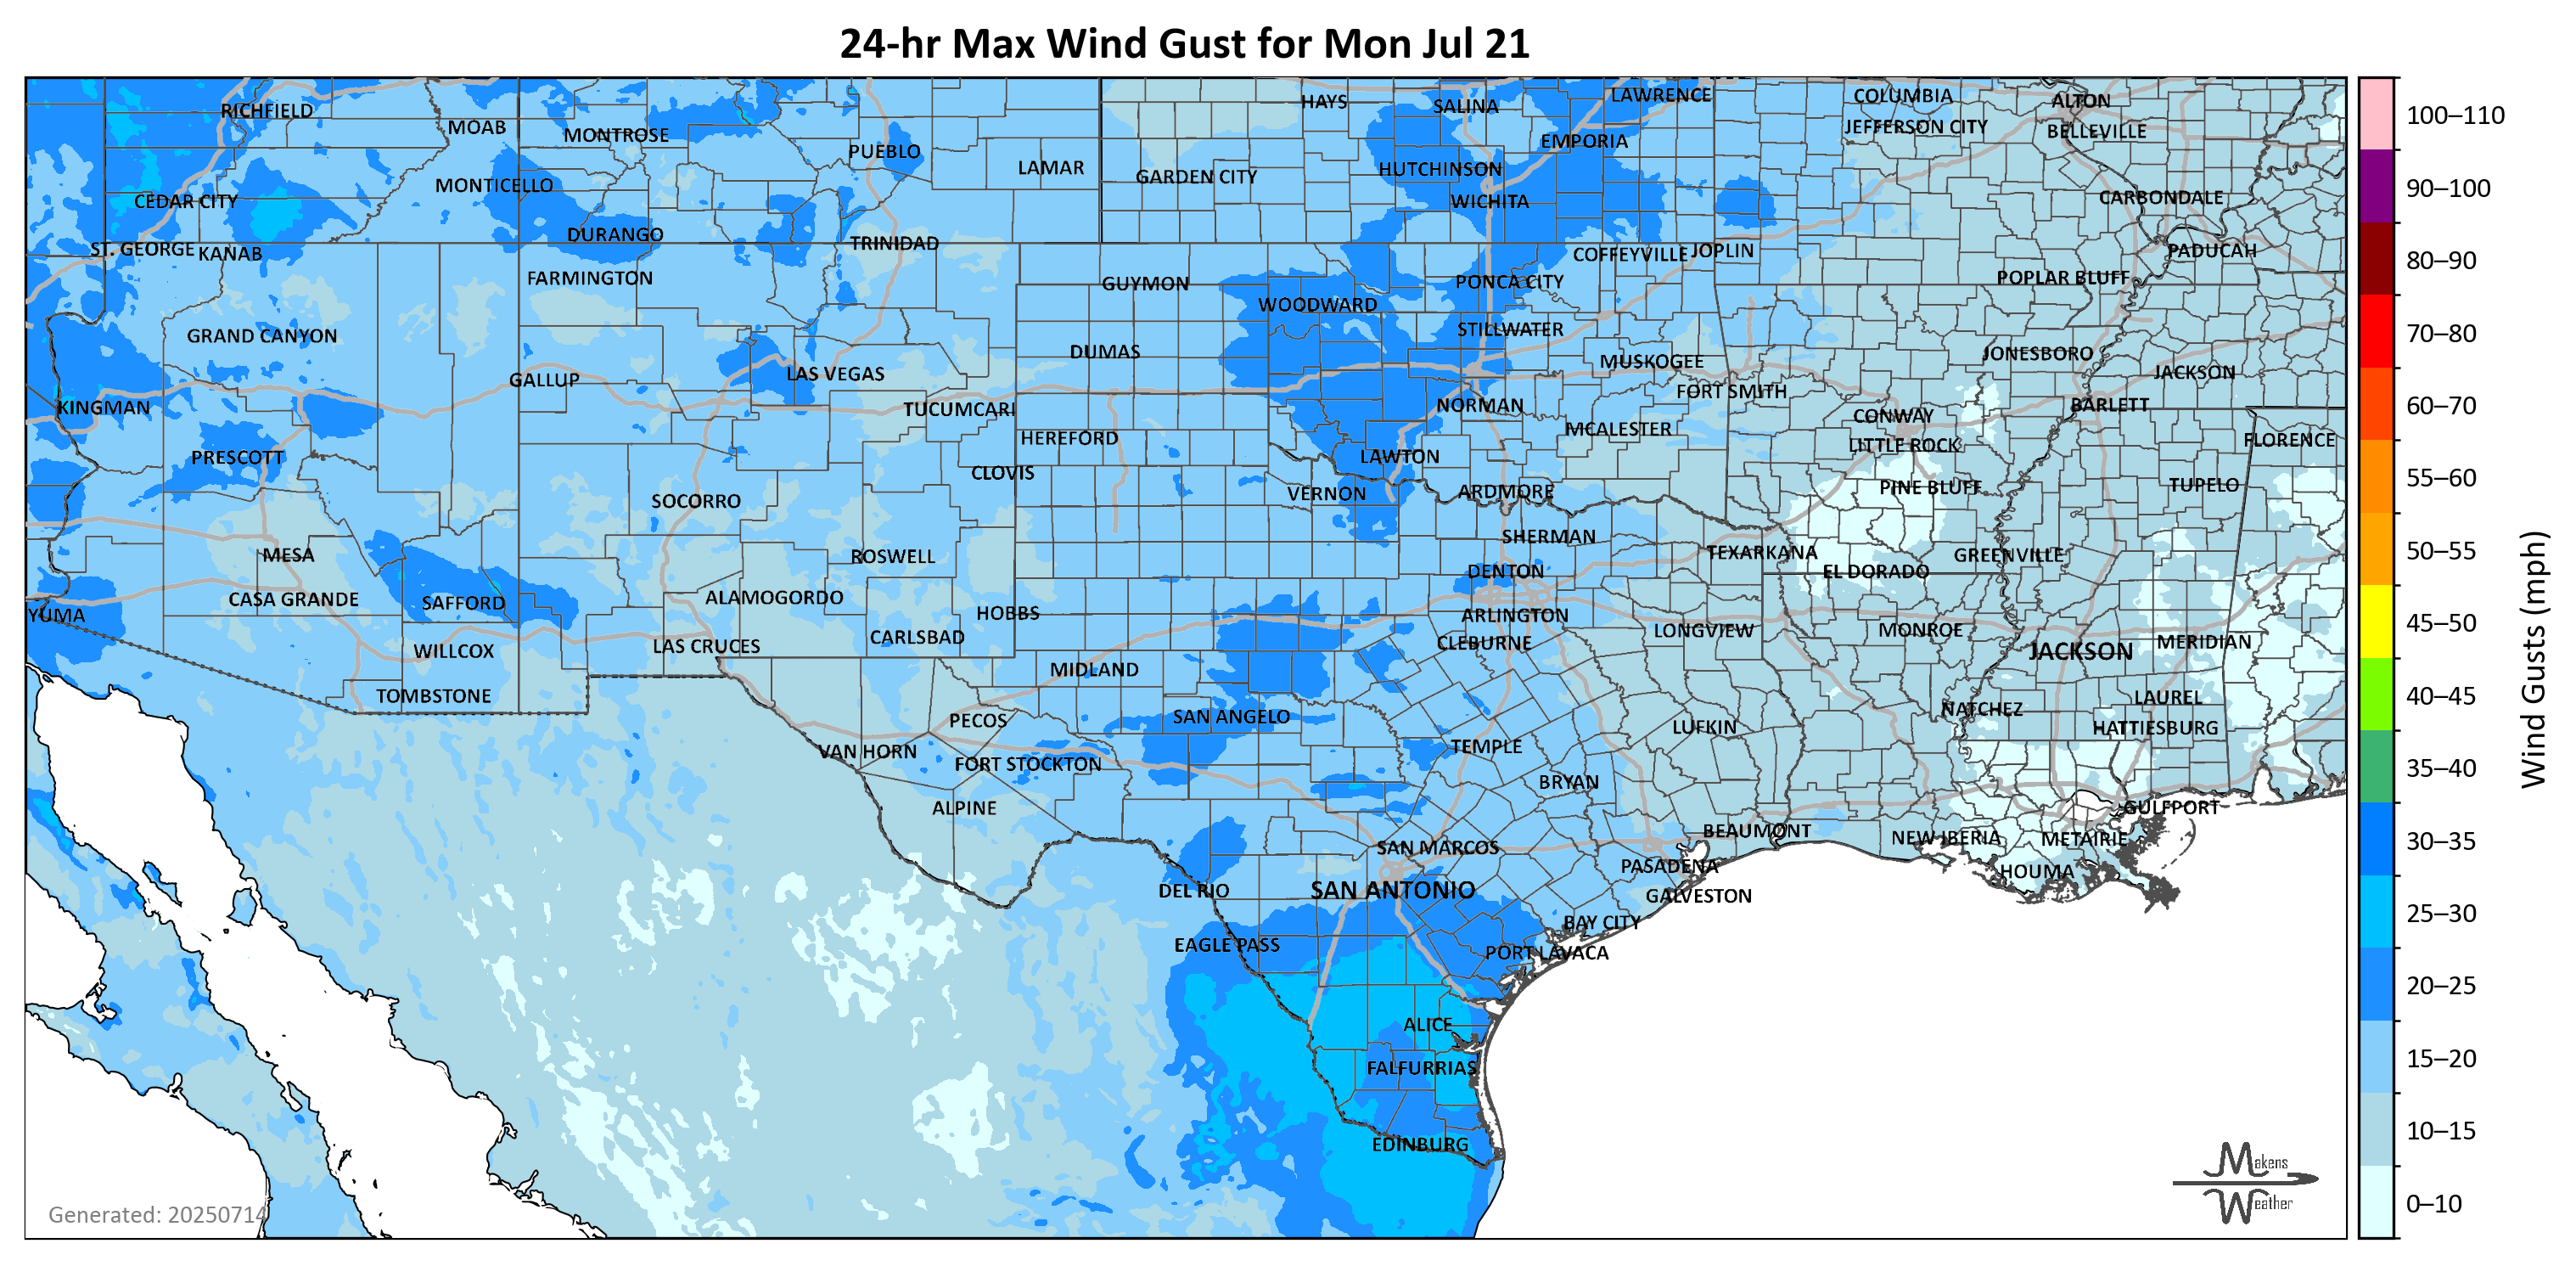 24-hr Max Wind Gust for Mon Jul 21
RICHFIELD
MOAB
MONTROSE
PUEBLO
LAMAR
HAYS
SALINA
LAWRENCE
COLUMBIA
ALTON
JEFFERSON CITY
BELLEVILLE
EMPORIA
GARDEN CITY
HUTCHINSON
MONTICELLO
CEDAR CITY
WICHITA
CARBONDALE
DURANGO
TRINIDAD
ST. GEORGE
KANAB
COFFEYVILLE
JOPLIN
PADUCAH
FARMINGTON
GUYMON
PONCA CITY
POPLAR BLUFF
WOODWARD
GRAND CANYON
STILLWATER
DUMAS
MUSKOGEE
JONESBORO
GALLUP
LAS VEGAS
JACKSON
FORT SMITH
KINGMAN
TUCUMCARI
NORMAN
CONWAY
BARLETT
HEREFORD
MCALESTER
LITTLE ROCK
FLORENCE
PRESCOTT
CLOVIS
LAWTON
SOCORRO
VERNON
ARDMORE
PINE BLUFF
TUPELO
MESA
ROSWELL
SHERMAN
TEXARKANA
GREENVILLE
DENTON
EL DORADO
CASA GRANDE
SAFFORD
ALAMOGORDO
HOBBS
YUMA
ARLINGTON
CARLSBAD
LAS CRUCES
CLEBURNE
LONGVIEW
MONROE
JACKSON
MERIDIAN
WILLCOX
MIDLAND
TOMBSTONE
LAUREL
NATCHEZ
PECOS
SAN ANGELO
LUFKIN
HATTIESBURG
VAN HORN
FORT STOCKTON
TEMPLE
BRYAN
ALPINE
GULFPORT
BEAUMONT
NEW IBERIA
METAIRIE
SAN MARCOS
PASADENA
HOUMA
DEL RIO
SAN ANTONIO
GALVESTON
BAY CITY
EAGLE PASS
PORT LAVACA
ALICE
FALFURRIAS
EDINBURG
Generated: 20250714
Makens
Weather
100–110
90–100
80–90
70–80
60–70
55–60
50–55
45–50
40–45
35–40
30–35
25–30
20–25
15–20
10–15
0–10
Wind Gusts (mph)